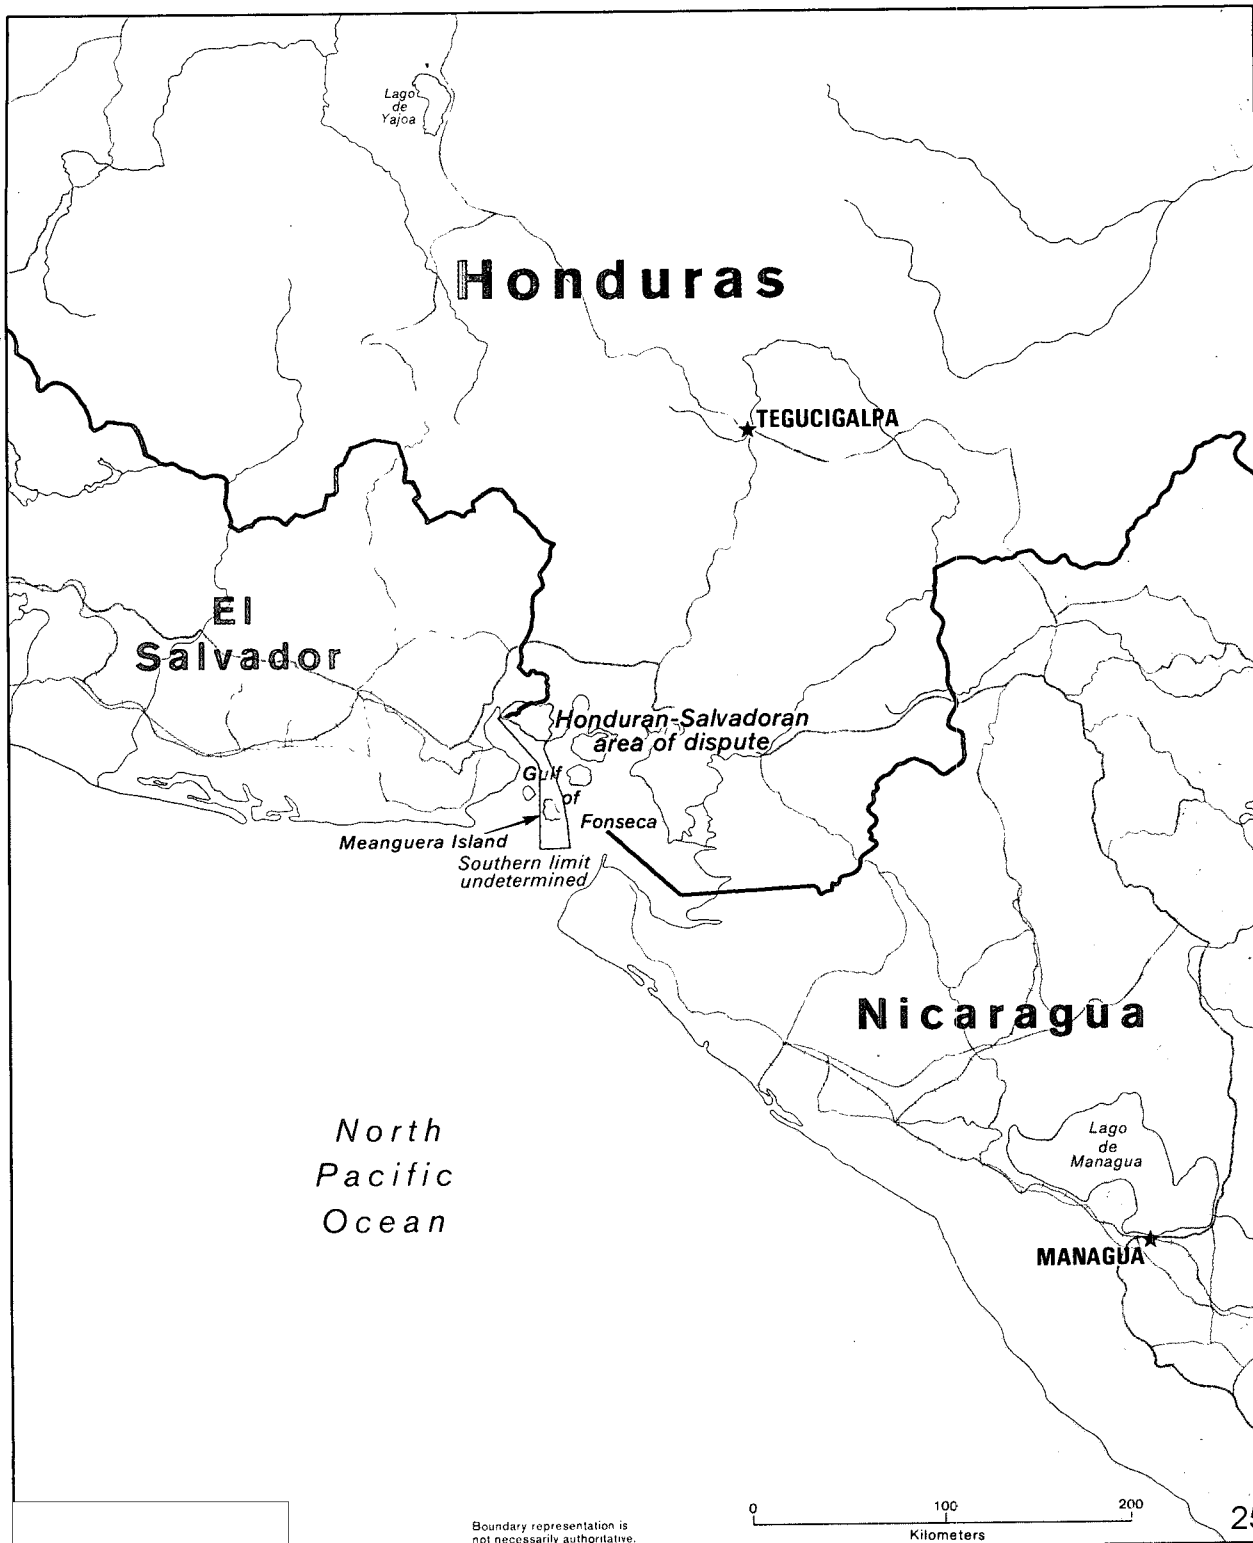 Lago
de
Yajoa
Honduras
TEGUCIGALPA
El
Salvador
Honduran-Salvadoran
area of dispute
Gulf
of
Fonseca
Meanguera Island
Southern limit
undetermined
Nicaragua
North
Pacific
Ocean
Lago
de
Managua
MANAGUA
Boundary representation is
not necessarily authoritative.
0 100 200
Kilometers
25